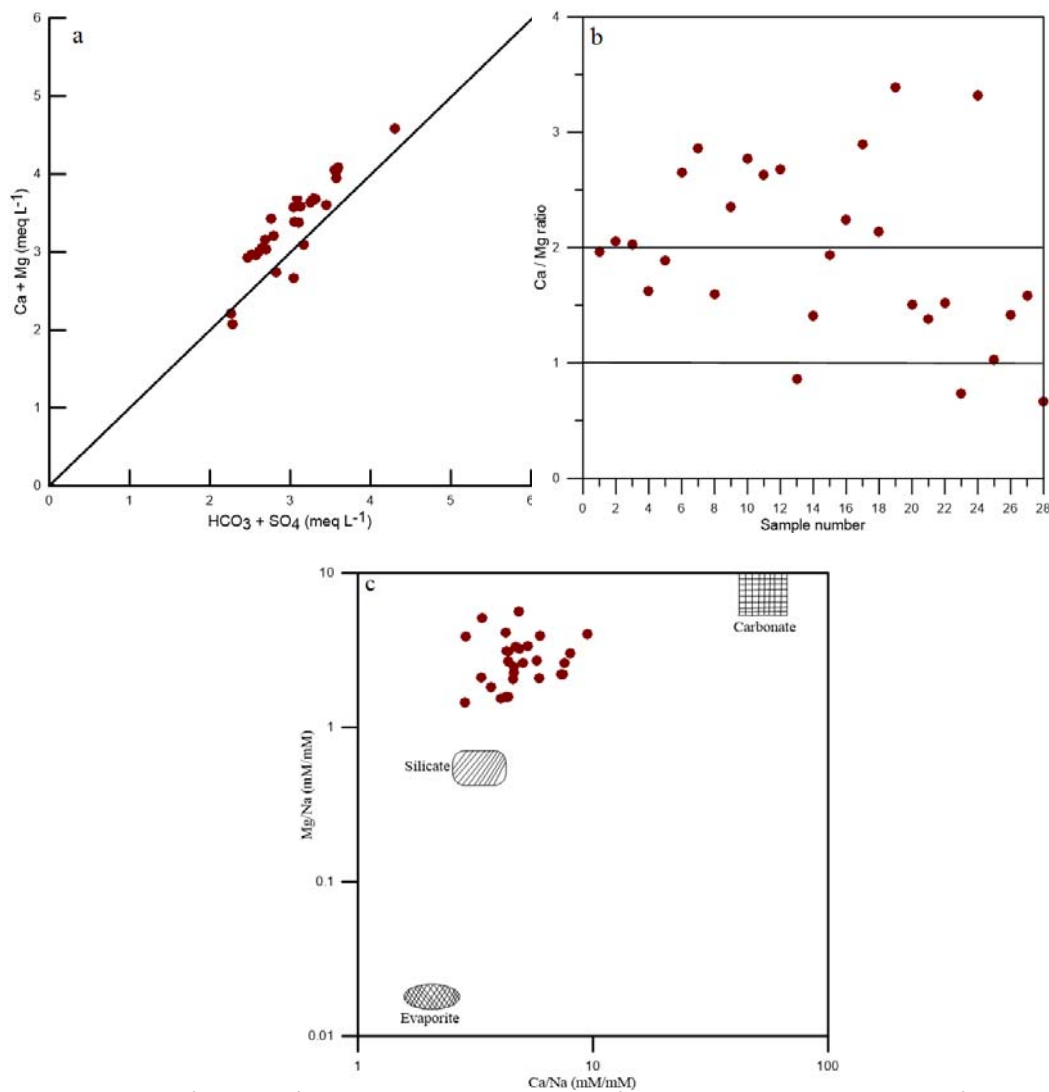 a
6
5
4
3
2
1
0
Ca + Mg (meq L-1)
0 1 2 3 4 5 6
HCO3 + SO4 (meq L-1)
b
4
3
2
1
0
Ca / Mg ratio
0 2 4 6 8 10 12 14 16 18 20 22 24 26 28
Sample number
c
10
1
0.1
0.01
Mg/Na (mM/mM)
Carbonate
Silicate
Evaporite
1 10 100
Ca/Na (mM/mM)